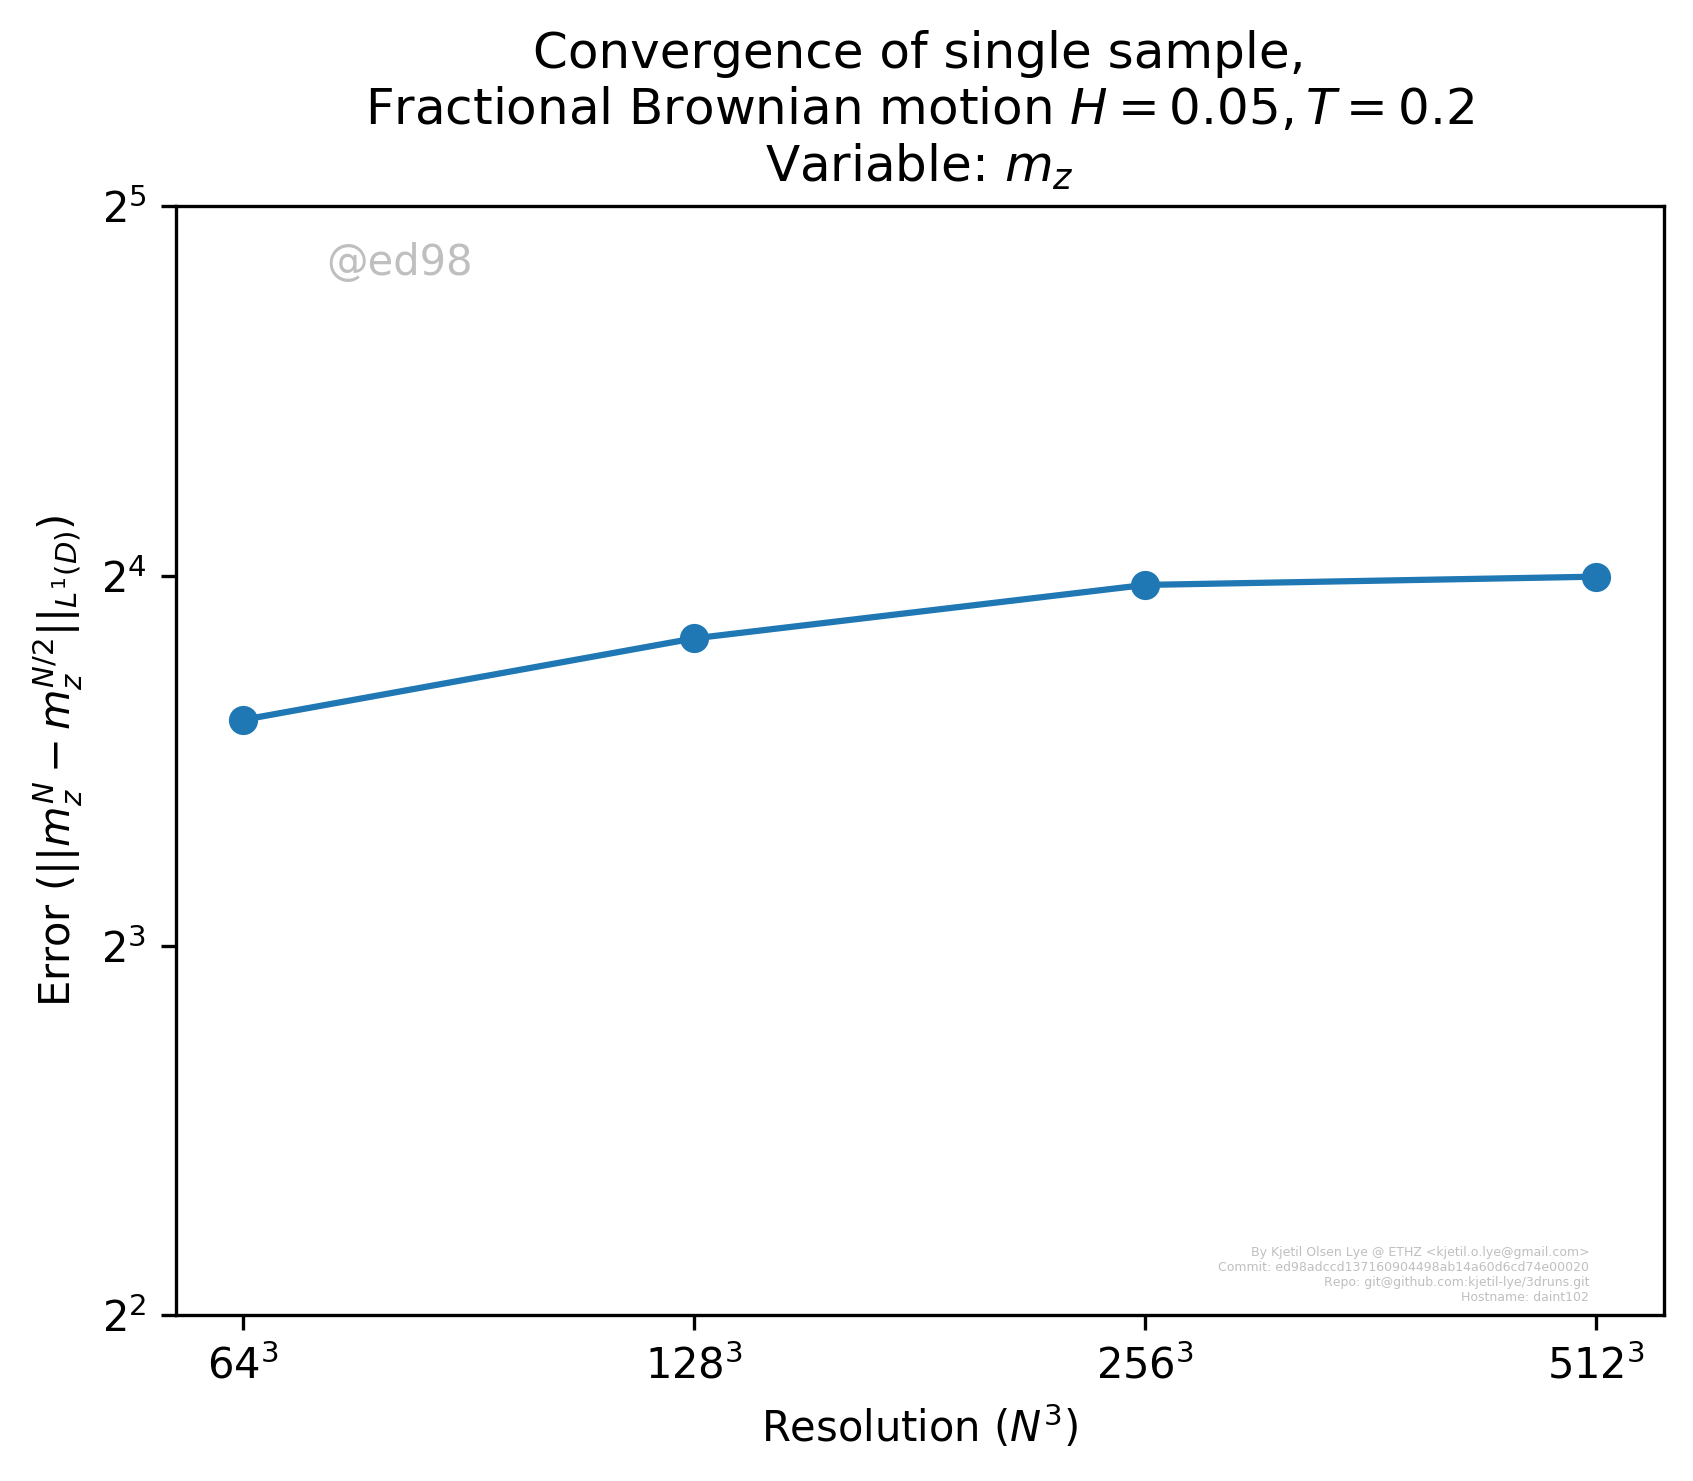 Convergence of single sample,
Fractional Brownian motion $H = 0.05, T = 0.2$
Variable: $m_z$
@ed98
Error ($||m_z^N - m_z^{N/2}||_{L^1(D)}$)
$2^5$
$2^4$
$2^3$
$2^2$
By Kjetil Olsen Lye @ ETHZ <kjetil.o.lye@gmail.com>
Commit: ed98adccd137160904498ab14a60d6cd74e00020
Repo: git@github.com:kjetil-lye/3druns.git
Hostname: daint102
$64^3$ $128^3$ $256^3$ $512^3$
Resolution ($N^3$)